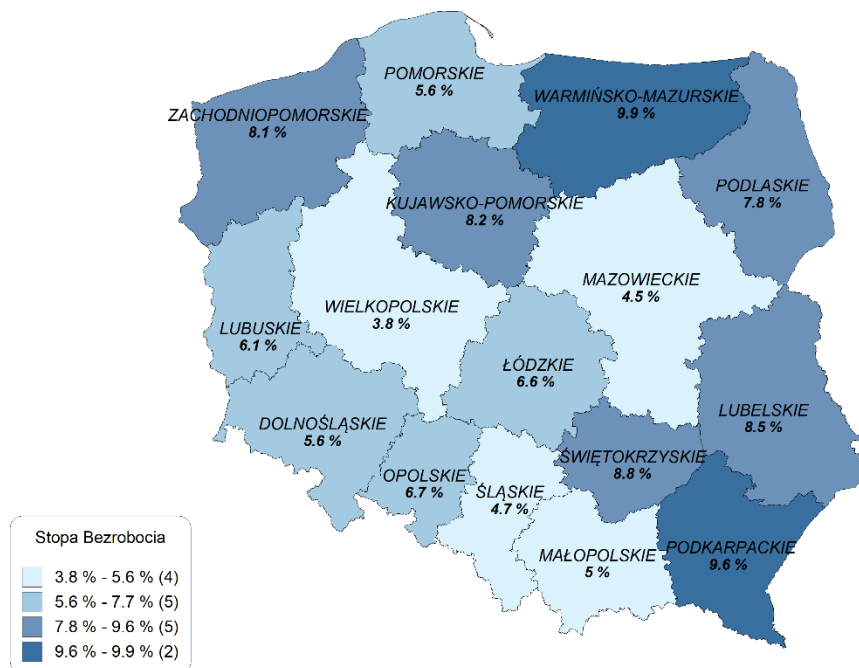 POMORSKIE
5.6 %
WARMIŃSKO-MAZURSKIE
9.9 %
ZACHODNIOPOMORSKIE
8.1 %
PODLASKIE
7.8 %
KUJAWSKO-POMORSKIE
8.2 %
MAZOWIECKIE
4.5 %
WIELKOPOLSKIE
3.8 %
LUBUSKIE
6.1 %
ŁÓDZKIE
6.6 %
LUBELSKIE
8.5 %
DOLNOŚLĄSKIE
5.6 %
ŚWIĘTOKRZYSKIE
8.8 %
OPOLSKIE
6.7 %
ŚLĄSKIE
4.7 %
MAŁOPOLSKIE
5 %
PODKARPACKIE
9.6 %
Stopa Bezrobocia
3.8 % - 5.6 % (4)
5.6 % - 7.7 % (5)
7.8 % - 9.6 % (5)
9.6 % - 9.9 % (2)